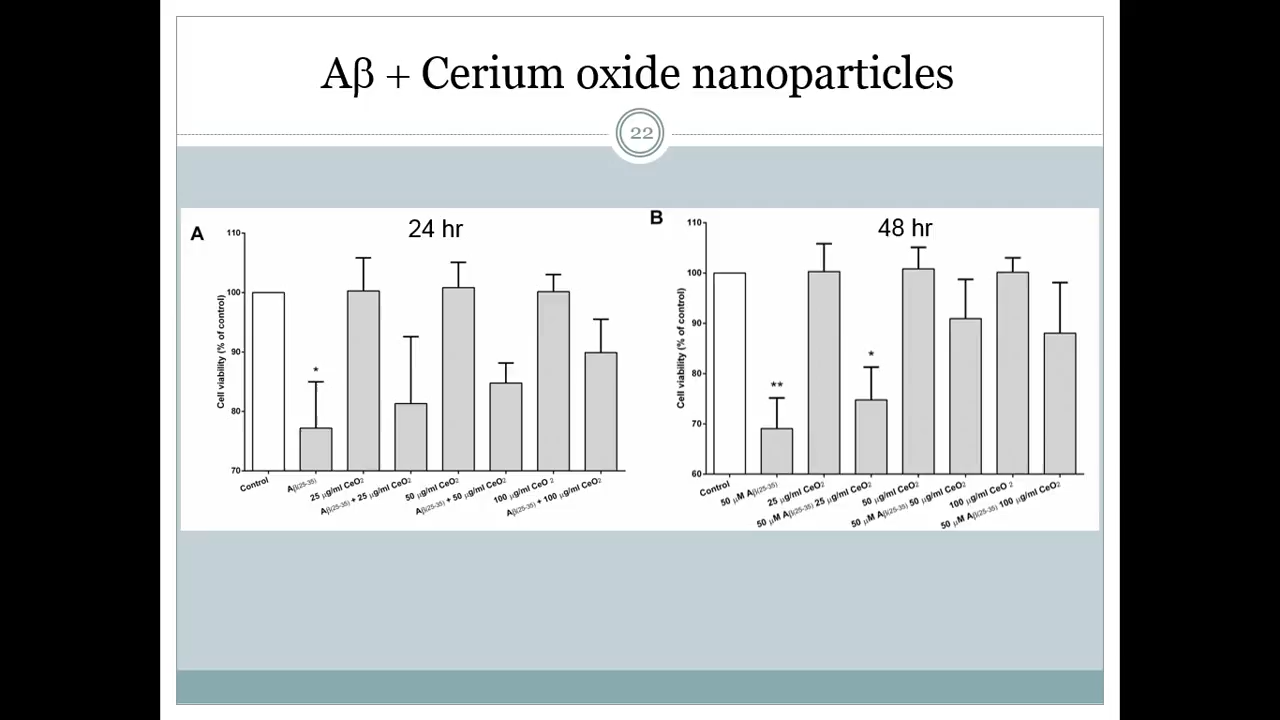 Aβ + Cerium oxide nanoparticles
22
A
24 hr
110
100
90
80
70
Cell viability (% of control)
*
Control
Aβ(25-35)
25 µg/ml CeO2
Aβ(25-35) + 25 µg/ml CeO2
50 µg/ml CeO2
Aβ(25-35) + 50 µg/ml CeO2
100 µg/ml CeO 2
Aβ(25-35) + 100 µg/ml CeO2
B
48 hr
110
100
90
80
70
60
Cell viability (% of control)
**
*
Control
50 µM Aβ(25-35)
25 µg/ml CeO2
50 µM Aβ(25-35) 25 µg/ml CeO2
50 µg/ml CeO2
50 µM Aβ(25-35) 50 µg/ml CeO2
100 µg/ml CeO 2
50 µM Aβ(25-35) 100 µg/ml CeO2